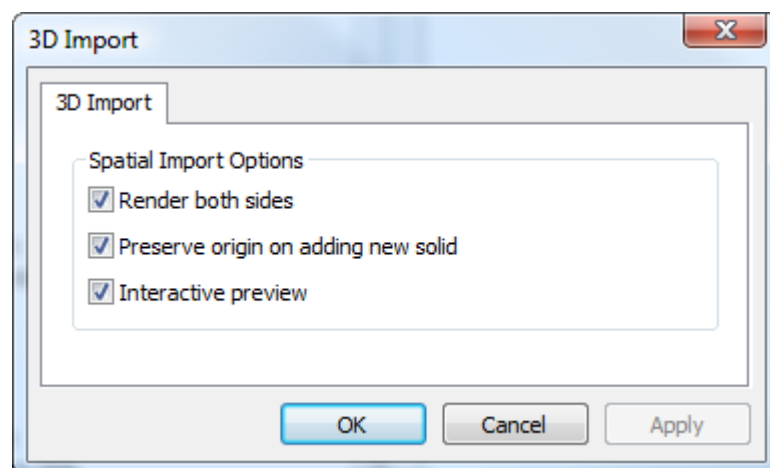 3D Import
3D Import
Spatial Import Options
Render both sides
Preserve origin on adding new solid
Interactive preview
OK Cancel Apply